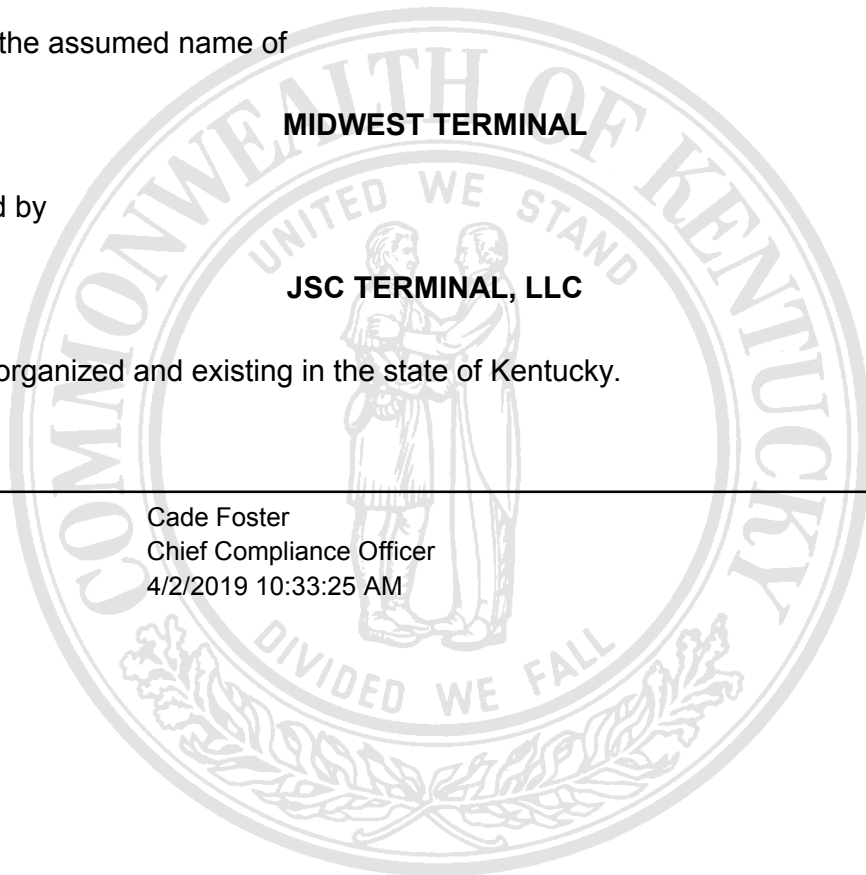 the assumed name of
MIDWEST TERMINAL
d by
JSC TERMINAL, LLC
organized and existing in the state of Kentucky.
Cade Foster
Chief Compliance Officer
4/2/2019 10:33:25 AM
COMMONWEALTH OF KENTUCKY
UNITED WE STAND
DIVIDED WE FALL